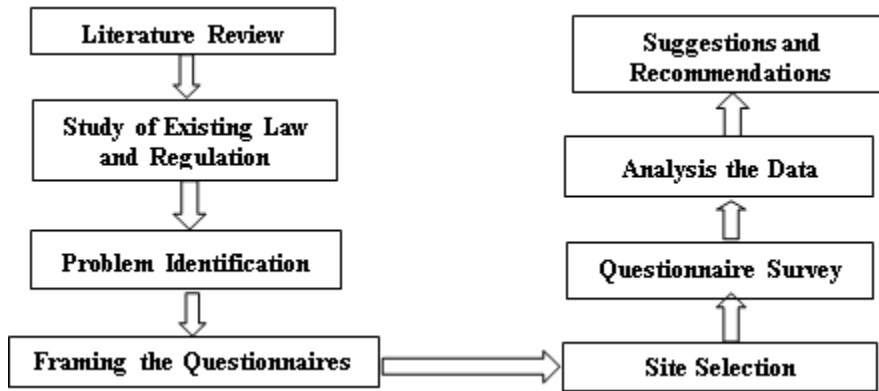 Literature Review
Study of Existing Law
and Regulation
Problem Identification
Framing the Questionnaires
Site Selection
Questionnaire Survey
Analysis the Data
Suggestions and
Recommendations